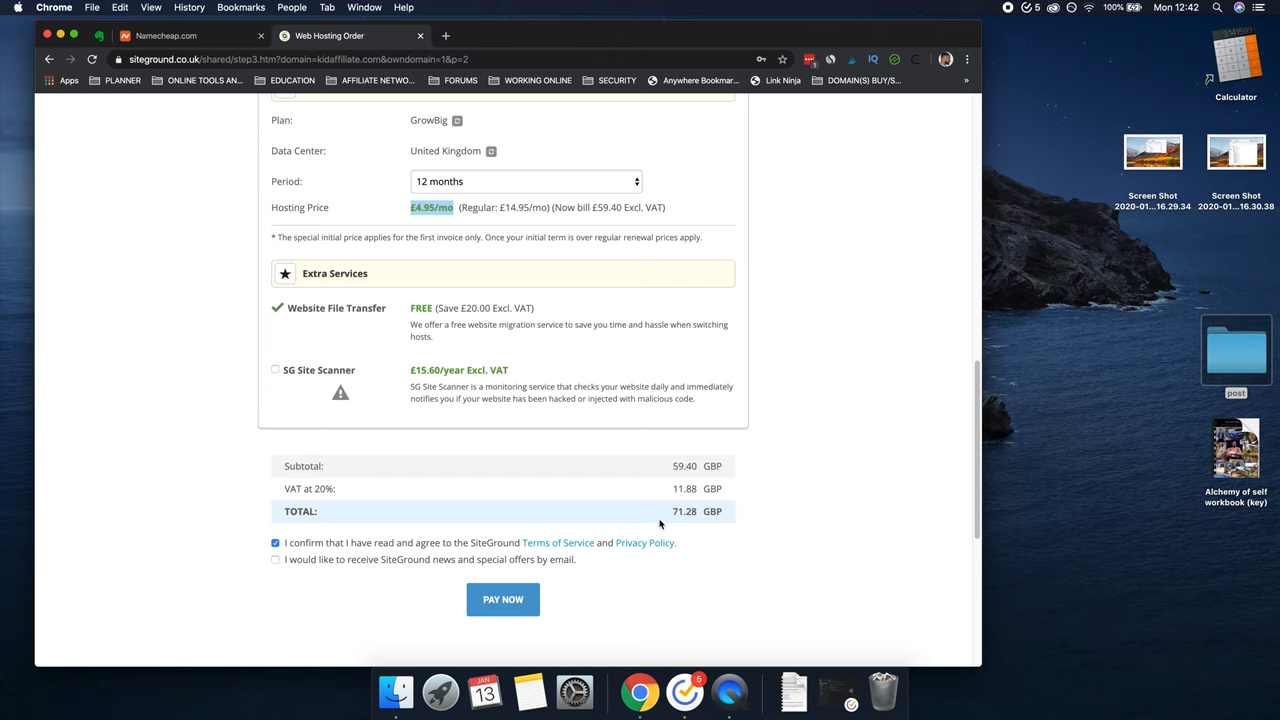 Chrome File Edit View History Bookmarks People Tab Window Help 5 100% Mon 12:42
Namecheap.com Web Hosting Order
siteground.co.uk/shared/step3.htm?domain=kidaffiliate.com&owndomain=1&p=2
Apps PLANNER ONLINE TOOLS AN... EDUCATION AFFILIATE NETWO... FORUMS WORKING ONLINE SECURITY Anywhere Bookmar... Link Ninja DOMAIN(S) BUY/S... »
Plan: GrowBig
Data Center: United Kingdom
Period: 12 months
Hosting Price £4.95/mo (Regular: £14.95/mo) (Now bill £59.40 Excl. VAT)
* The special initial price applies for the first invoice only. Once your initial term is over regular renewal prices apply.
Extra Services
Website File Transfer FREE (Save £20.00 Excl. VAT)
We offer a free website migration service to save you time and hassle when switching
hosts.
SG Site Scanner £15.60/year Excl. VAT
SG Site Scanner is a monitoring service that checks your website daily and immediately
notifies you if your website has been hacked or injected with malicious code.
Subtotal: 59.40 GBP
VAT at 20%: 11.88 GBP
TOTAL: 71.28 GBP
I confirm that I have read and agree to the SiteGround Terms of Service and Privacy Policy.
I would like to receive SiteGround news and special offers by email.
PAY NOW
Calculator
Screen Shot
2020-01...16.29.34
Screen Shot
2020-01...16.30.38
post
Alchemy of self
workbook (key)
JAN
13
5